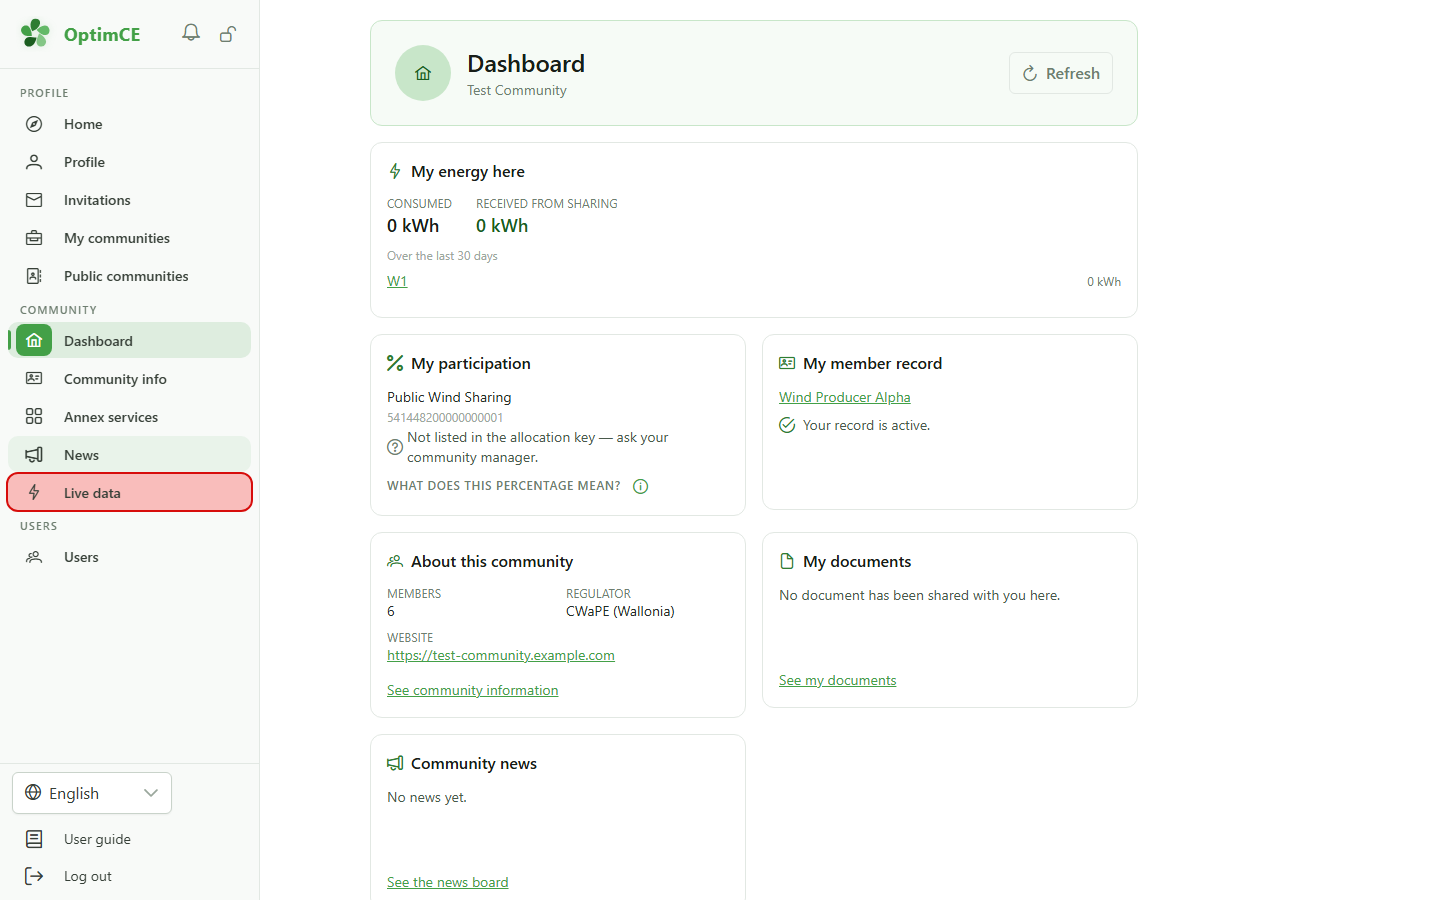 OptimCE
PROFILE
Home
Profile
Invitations
My communities
Public communities
COMMUNITY
Dashboard
Community info
Annex services
News
Live data
USERS
Users
English
User guide
Log out
Dashboard
Test Community
Refresh
My energy here
CONSUMED
0 kWh
RECEIVED FROM SHARING
0 kWh
Over the last 30 days
W1
0 kWh
My participation
Public Wind Sharing
541448200000000001
Not listed in the allocation key — ask your
community manager.
WHAT DOES THIS PERCENTAGE MEAN?
My member record
Wind Producer Alpha
Your record is active.
About this community
MEMBERS
6
REGULATOR
CWaPE (Wallonia)
WEBSITE
https://test-community.example.com
See community information
My documents
No document has been shared with you here.
See my documents
Community news
No news yet.
See the news board